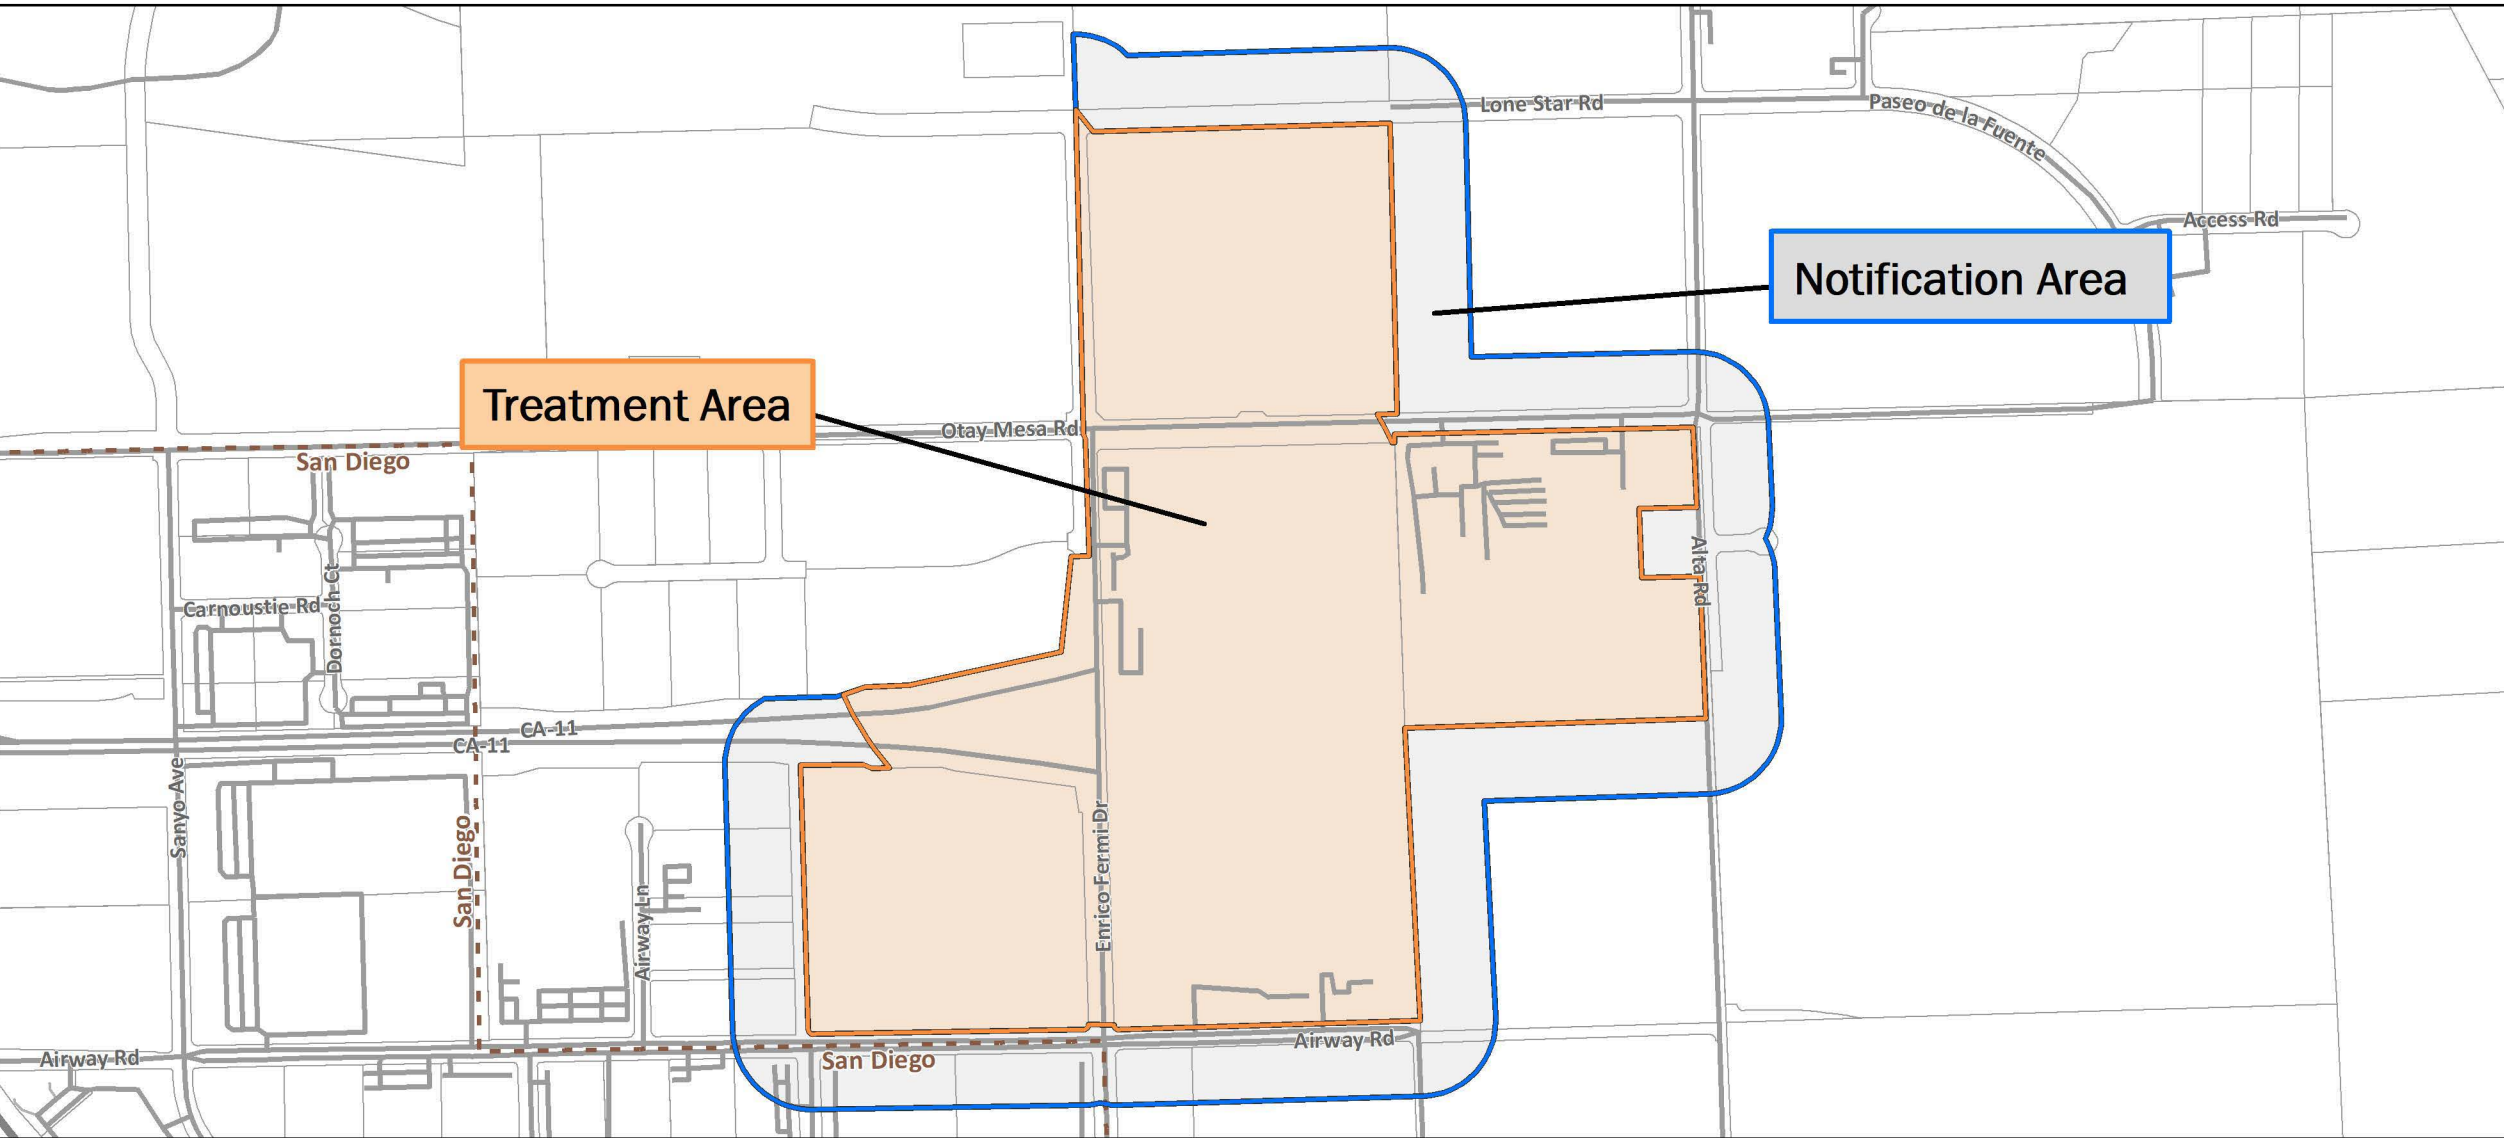 Lone Star Rd
Paseo de la Fuente
Access Rd
Notification Area
Treatment Area
Otay Mesa Rd
San Diego
Alta Rd
Dornoch Ct
Carnoustie Rd
CA-11
CA-11
Sanyo Ave
San Diego
Enrico Fermi Dr
Airway Ln
Airway Rd
San Diego
Airway Rd